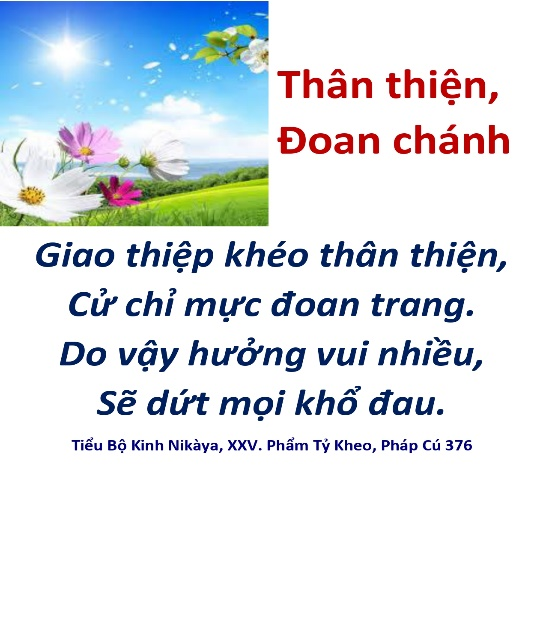 Thân thiện,
Đoan chánh
Giao thiệp khéo thân thiện,
Cử chỉ mực đoan trang.
Do vậy hưởng vui nhiều,
Sẽ dứt mọi khổ đau.
Tiểu Bộ Kinh Nikàya, XXV. Phẩm Tỷ Kheo, Pháp Cú 376